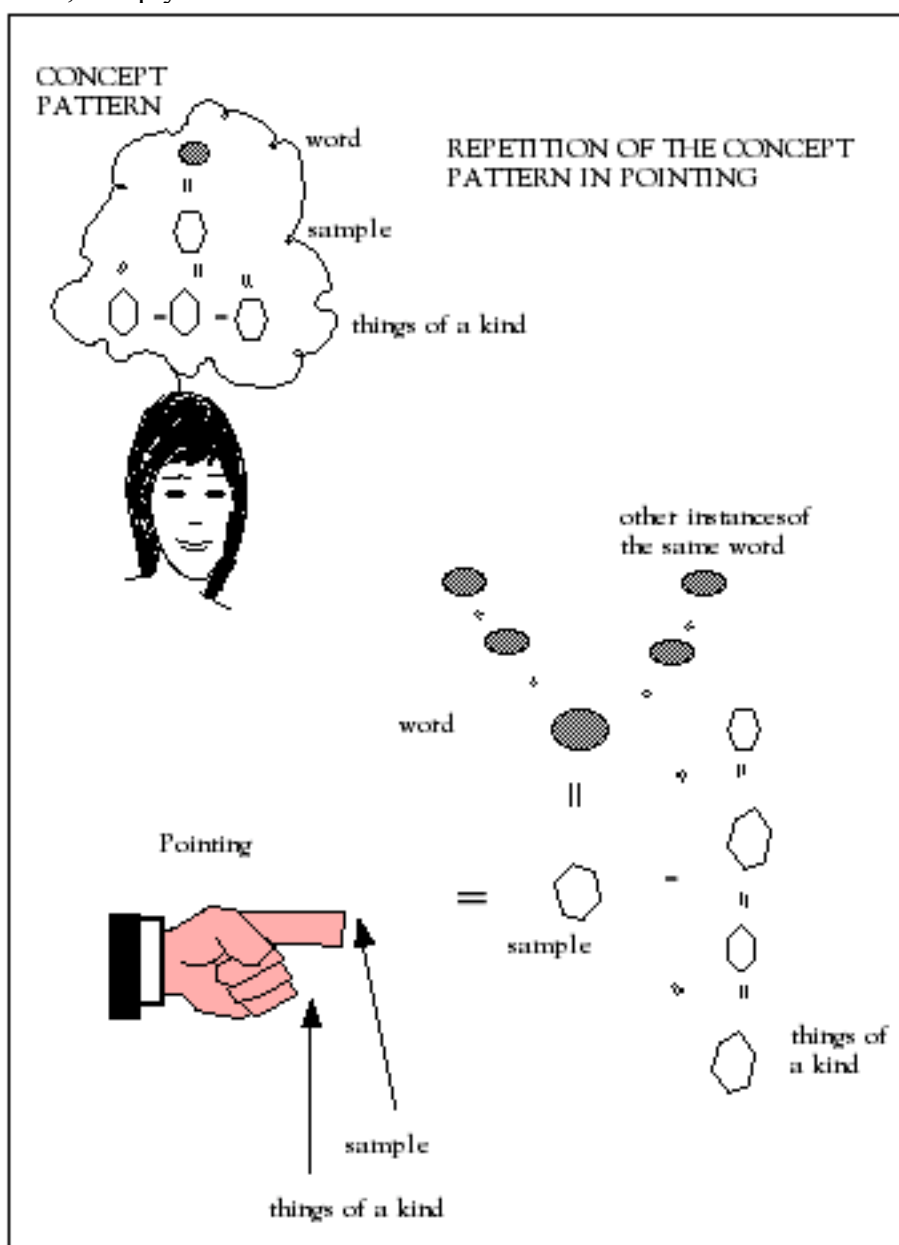 CONCEPT
PATTERN
word
REPETITION OF THE CONCEPT
PATTERN IN POINTING
sample
things of a kind
other instancesof
the same word
word
Pointing
sample
things of
a kind
sample
things of a kind